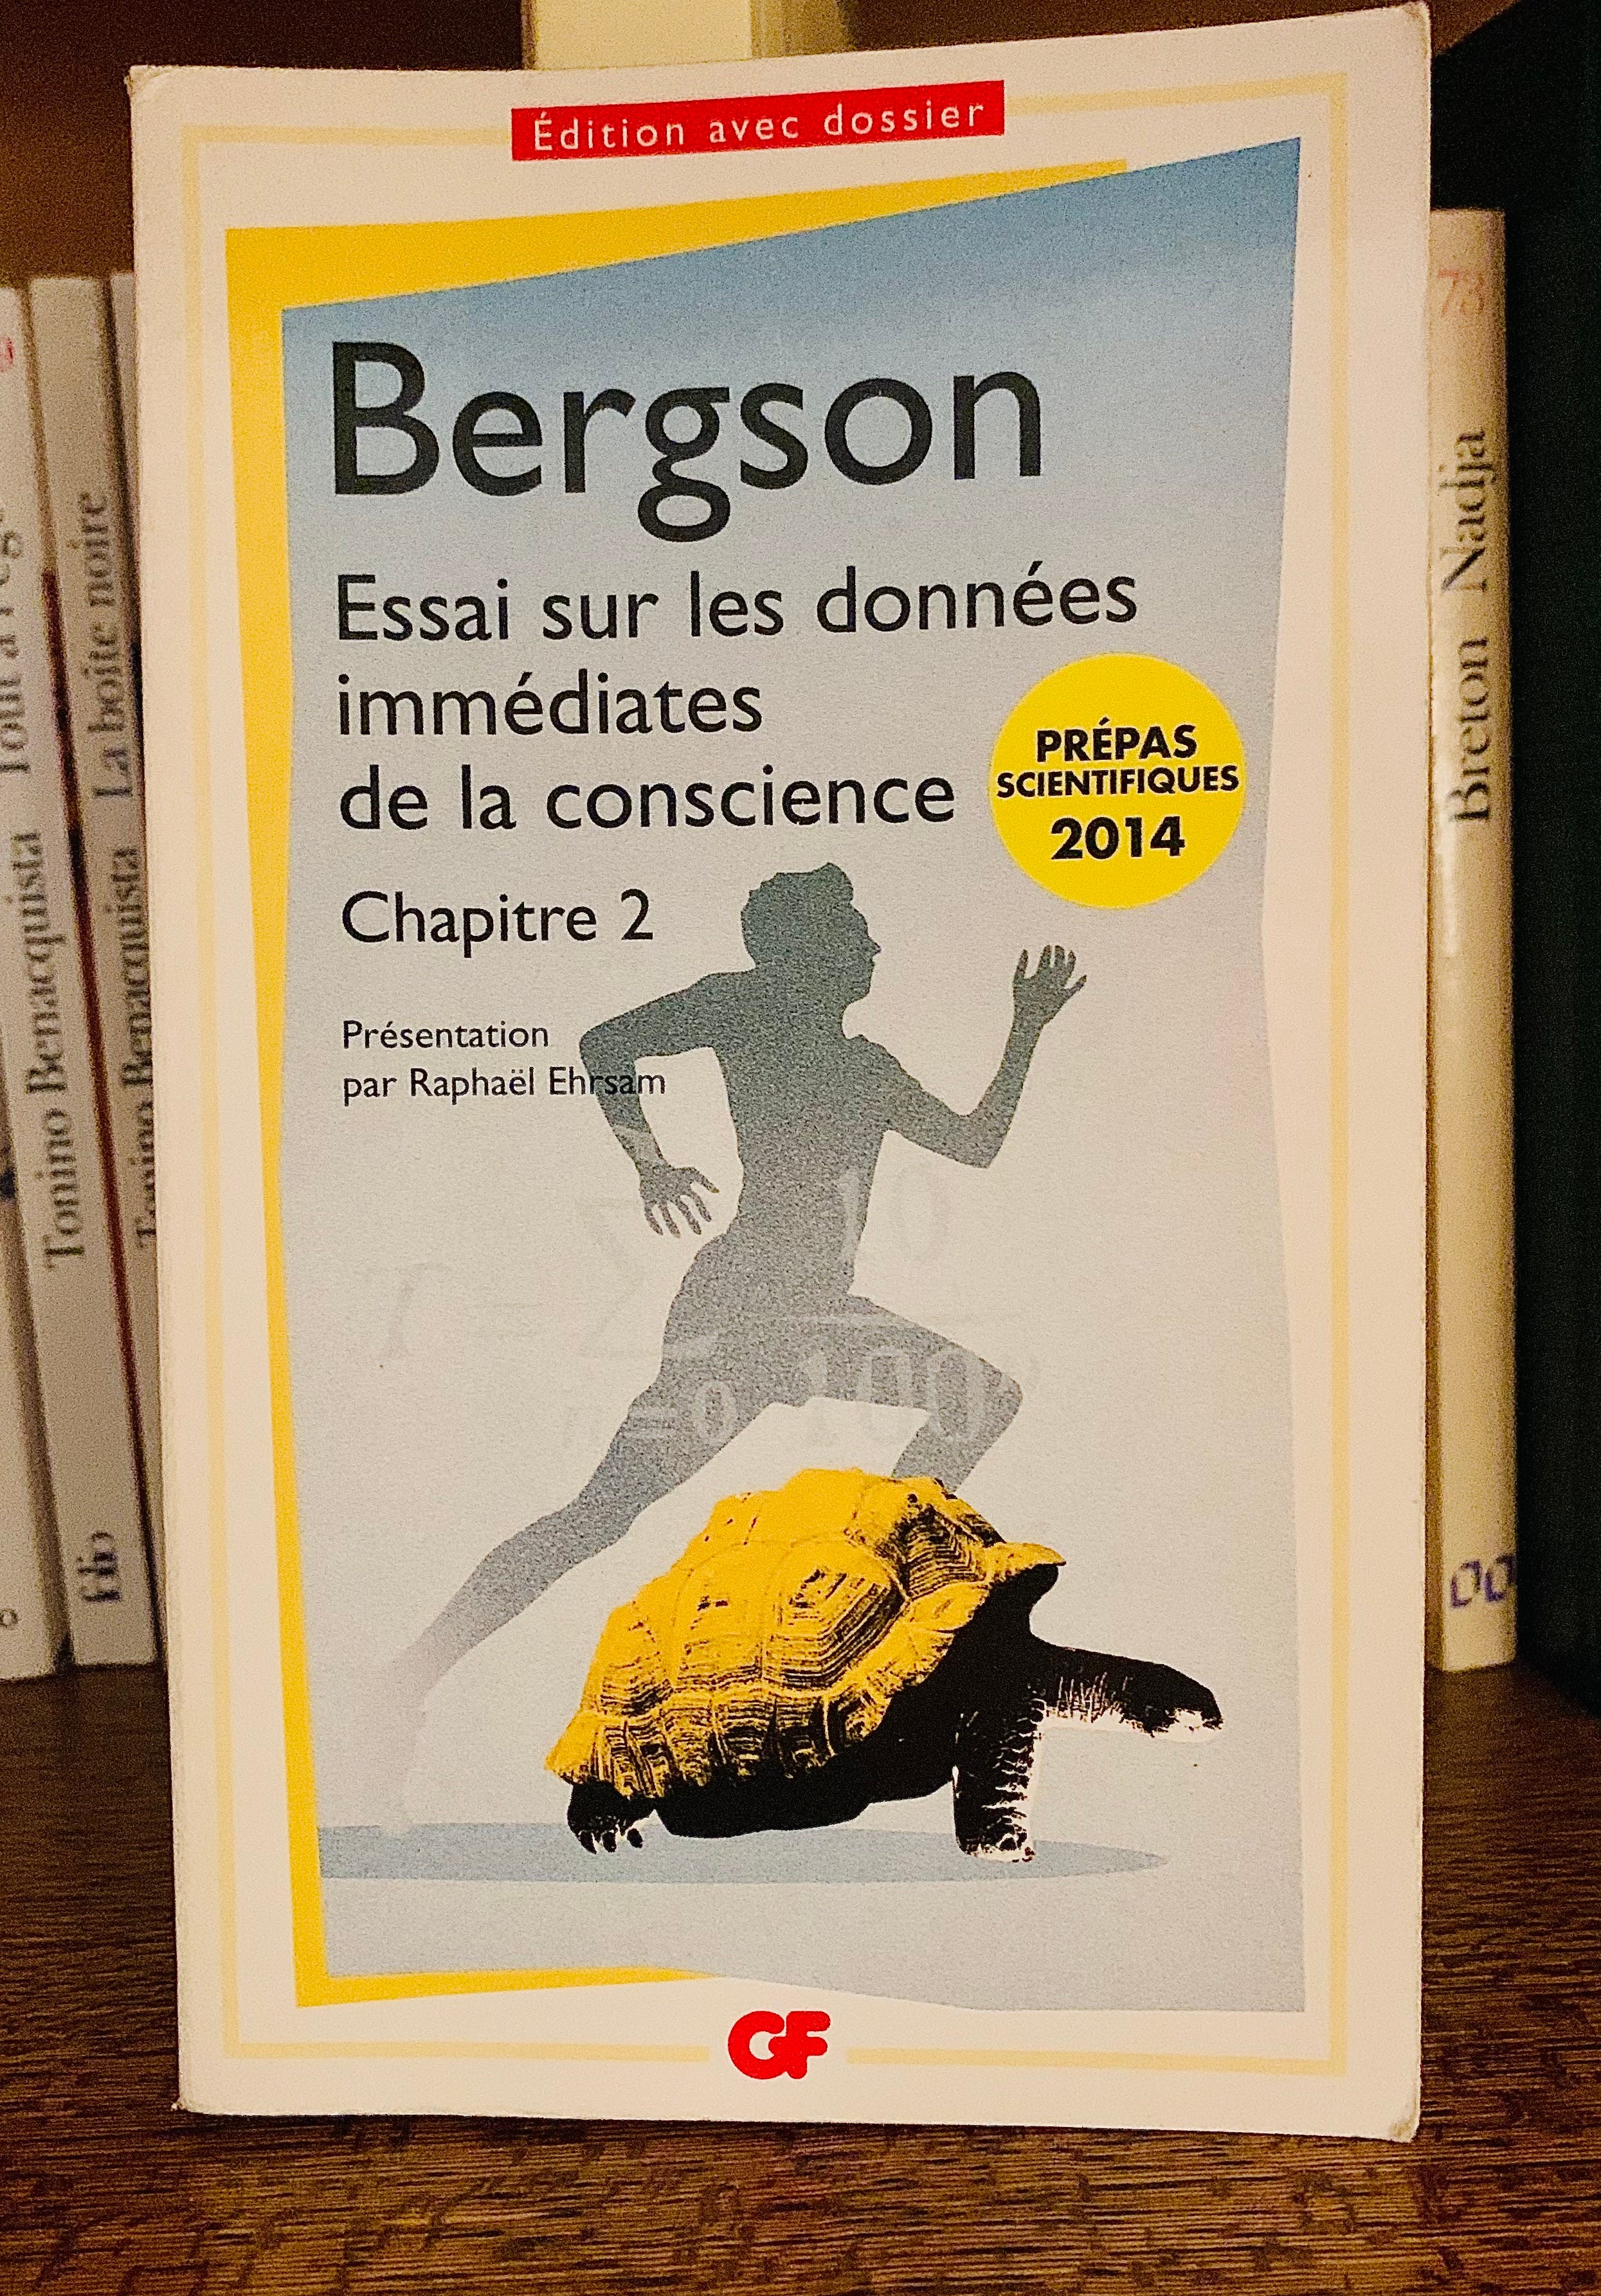 Édition avec dossier
Bergson
Essai sur les données
immédiates
de la conscience
PRÉPAS
SCIENTIFIQUES
2014
Chapitre 2
Présentation
par Raphaël Ehrsam
GF
Tonino Benacquista
Tonino Benacquista La boîte noire
Breton Nadja